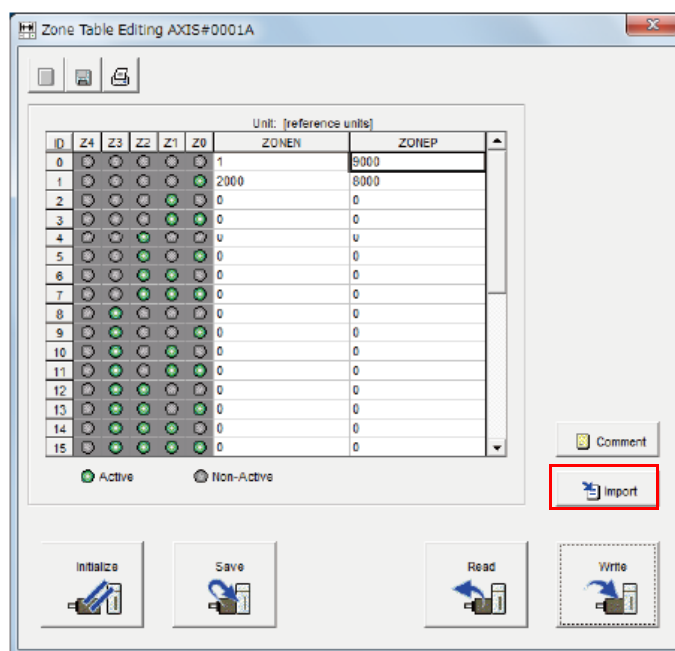 Zone Table Editing AXIS#0001A
Unit: [reference units]
ID Z4 Z3 Z2 Z1 Z0 ZONEN ZONEP
0 1 9000
1 2000 8000
2 0 0
3 0 0
4 0 0
5 0 0
6 0 0
7 0 0
8 0 0
9 0 0
10 0 0
11 0 0
12 0 0
13 0 0
14 0 0
15 0 0
Comment
Active Non-Active
Import
Initialize Save Read Write